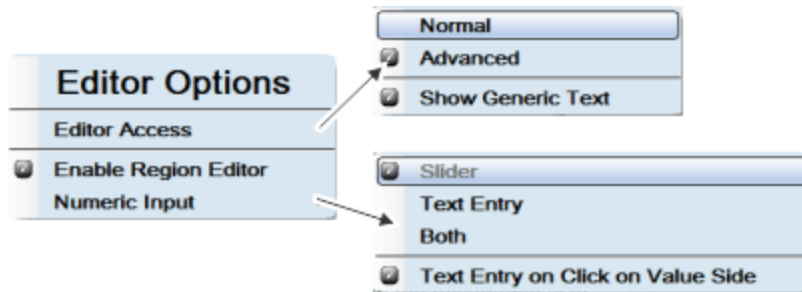 Editor Options
Editor Access
Enable Region Editor
Numeric Input
Normal
Advanced
Show Generic Text
Slider
Text Entry
Both
Text Entry on Click on Value Side